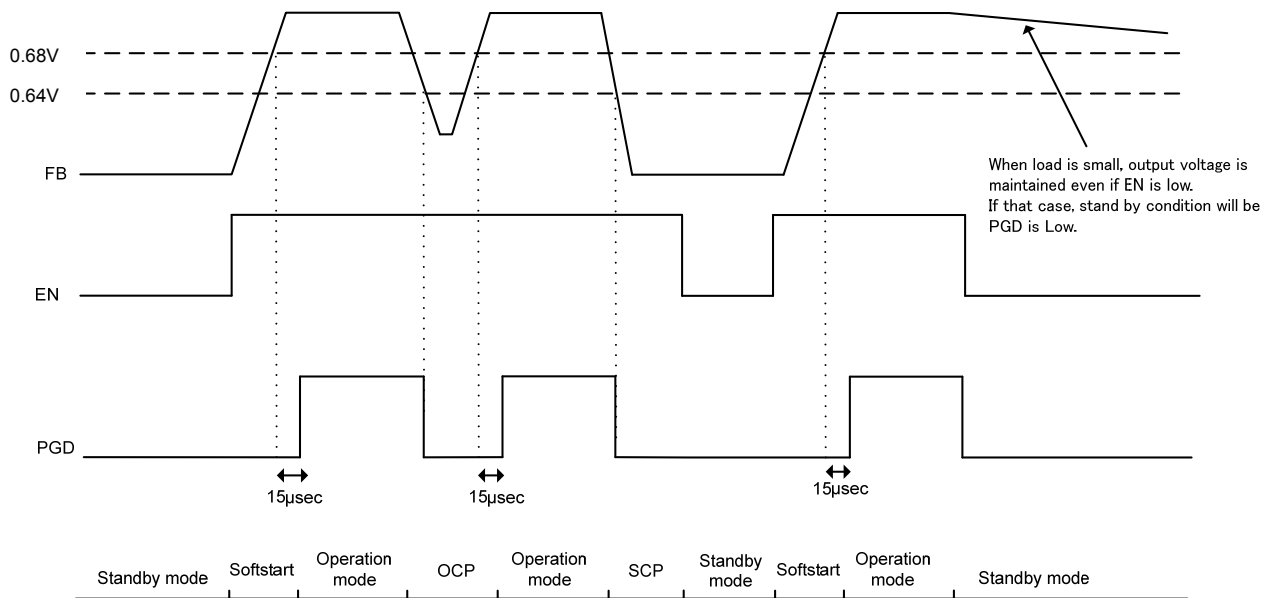 0.68V
0.64V
FB
When load is small, output voltage is
maintained even if EN is low.
If that case, stand by condition will be
PGD is Low.
EN
PGD
15μsec
15μsec
15μsec
Standby mode
Softstart
Operation
mode
OCP
Operation
mode
SCP
Standby
mode
Softstart
Operation
mode
Standby mode